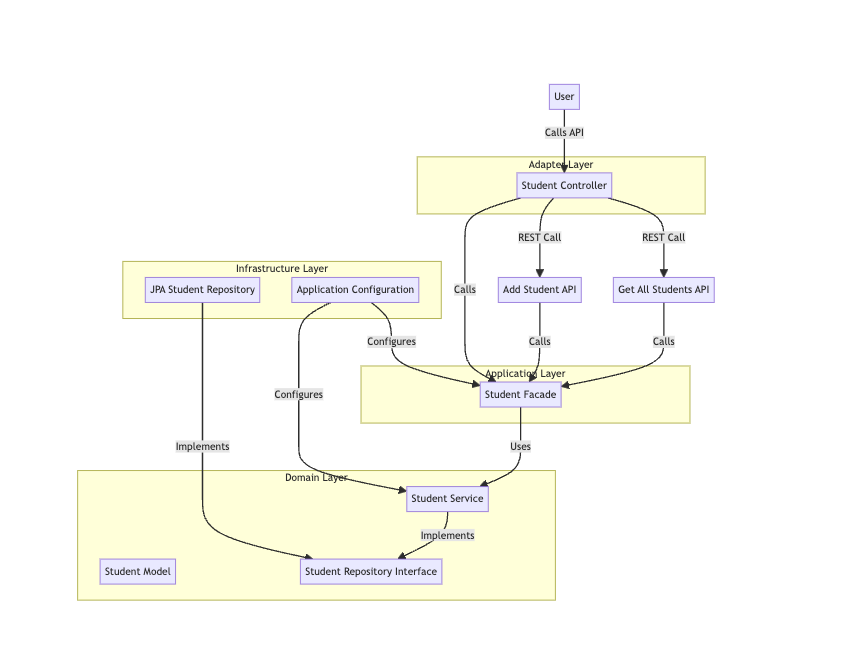 User
Calls API
Adapter Layer
Student Controller
REST Call
REST Call
Infrastructure Layer
JPA Student Repository
Application Configuration
Calls
Add Student API
Get All Students API
Configures
Calls
Calls
Application Layer
Configures
Student Facade
Implements
Uses
Domain Layer
Student Service
Implements
Student Model
Student Repository Interface